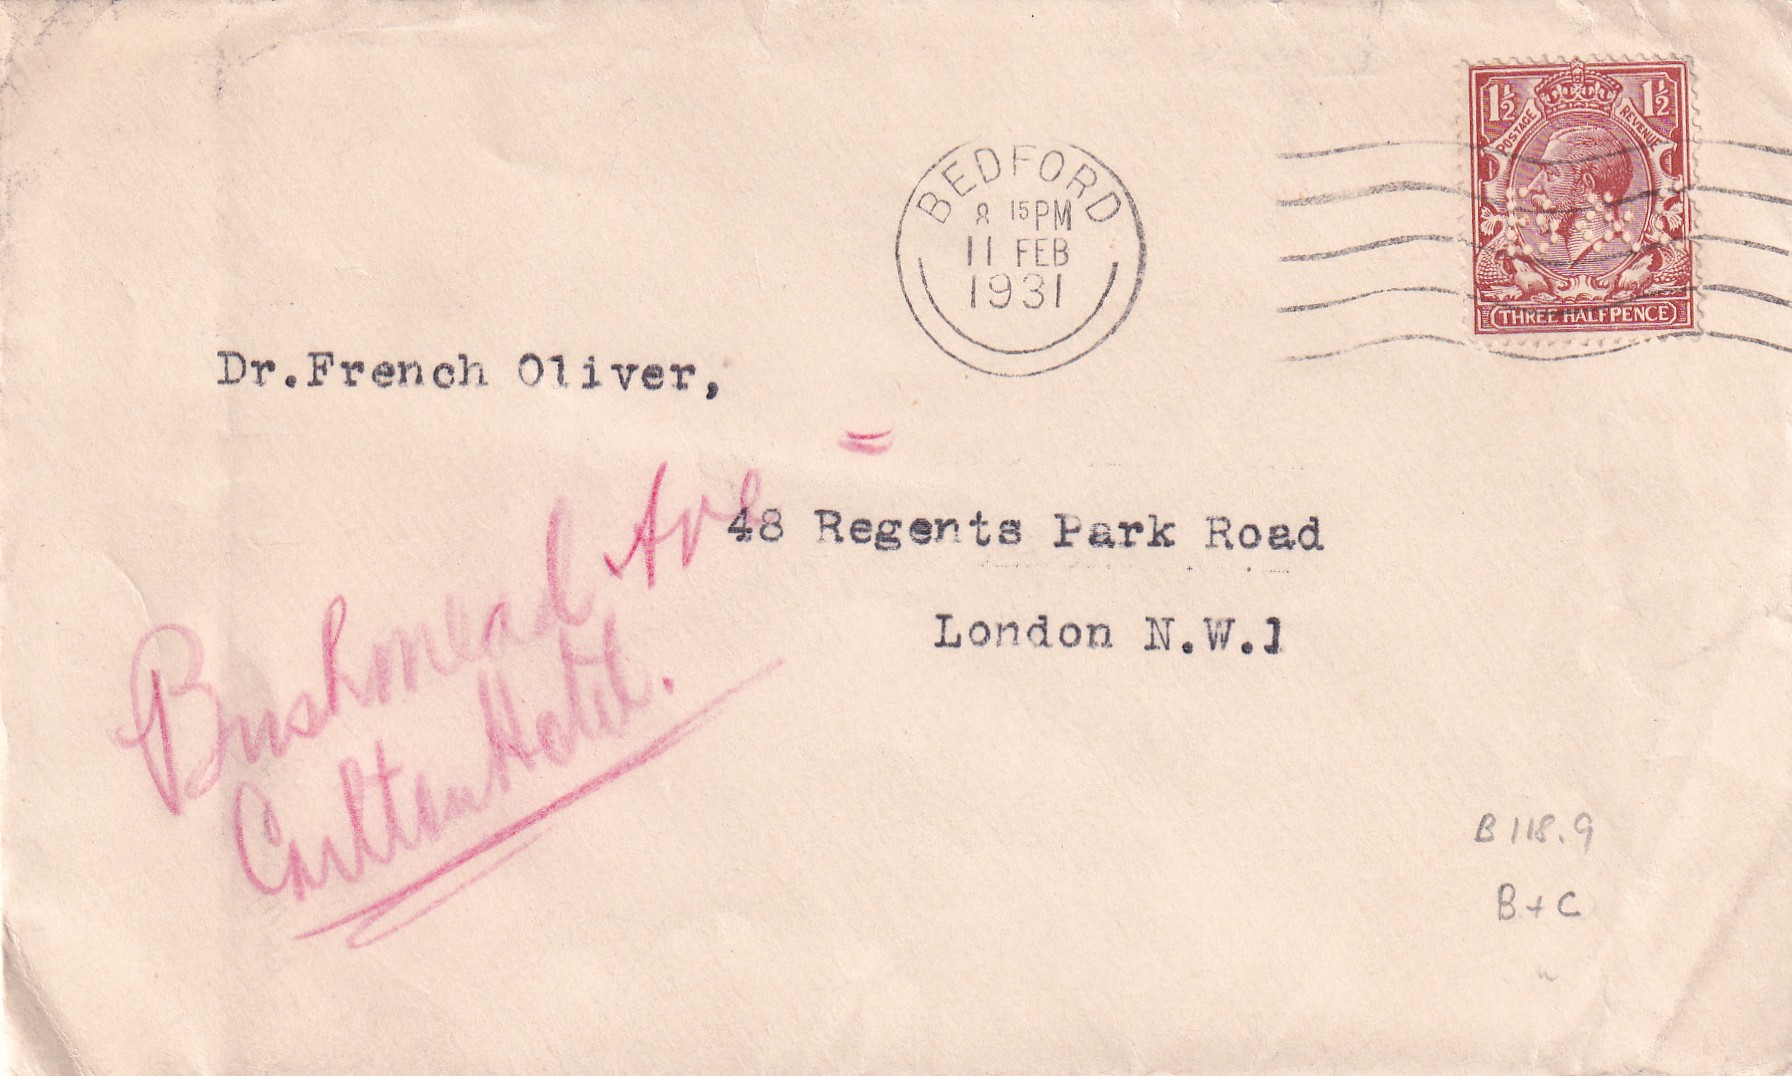 1½ 1½
POSTAGE REVENUE
THREE HALFPENCE
BEDFORD
8 15 PM
11 FEB
1931
Dr.French Oliver,
48 Regents Park Road
London N.W.1
Bushmead Ave
Carlton Hotel.
B 118.9
B + C